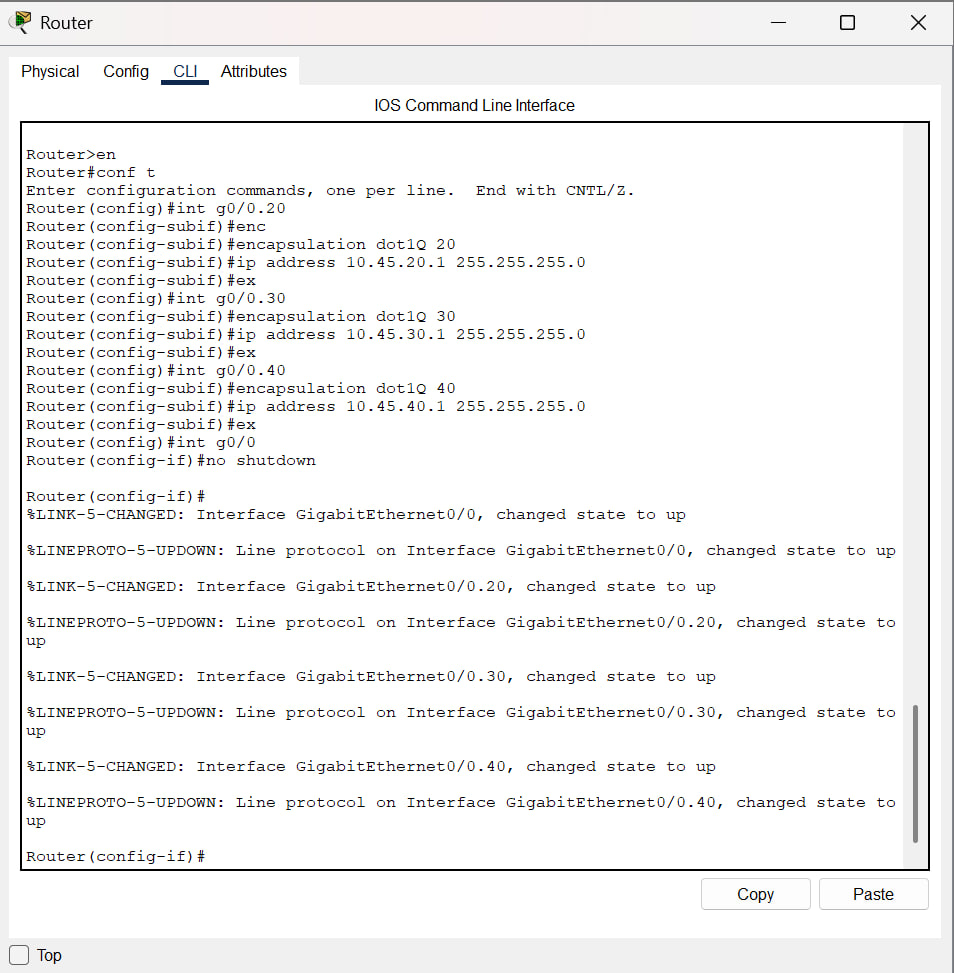 Router
Physical Config CLI Attributes
IOS Command Line Interface
Router>en
Router#conf t
Enter configuration commands, one per line.  End with CNTL/Z.
Router(config)#int g0/0.20
Router(config-subif)#enc
Router(config-subif)#encapsulation dot1Q 20
Router(config-subif)#ip address 10.45.20.1 255.255.255.0
Router(config-subif)#ex
Router(config)#int g0/0.30
Router(config-subif)#encapsulation dot1Q 30
Router(config-subif)#ip address 10.45.30.1 255.255.255.0
Router(config-subif)#ex
Router(config)#int g0/0.40
Router(config-subif)#encapsulation dot1Q 40
Router(config-subif)#ip address 10.45.40.1 255.255.255.0
Router(config-subif)#ex
Router(config)#int g0/0
Router(config-if)#no shutdown
Router(config-if)#
%LINK-5-CHANGED: Interface GigabitEthernet0/0, changed state to up
%LINEPROTO-5-UPDOWN: Line protocol on Interface GigabitEthernet0/0, changed state to up
%LINK-5-CHANGED: Interface GigabitEthernet0/0.20, changed state to up
%LINEPROTO-5-UPDOWN: Line protocol on Interface GigabitEthernet0/0.20, changed state to
up
%LINK-5-CHANGED: Interface GigabitEthernet0/0.30, changed state to up
%LINEPROTO-5-UPDOWN: Line protocol on Interface GigabitEthernet0/0.30, changed state to
up
%LINK-5-CHANGED: Interface GigabitEthernet0/0.40, changed state to up
%LINEPROTO-5-UPDOWN: Line protocol on Interface GigabitEthernet0/0.40, changed state to
up
Router(config-if)#
Copy Paste
Top